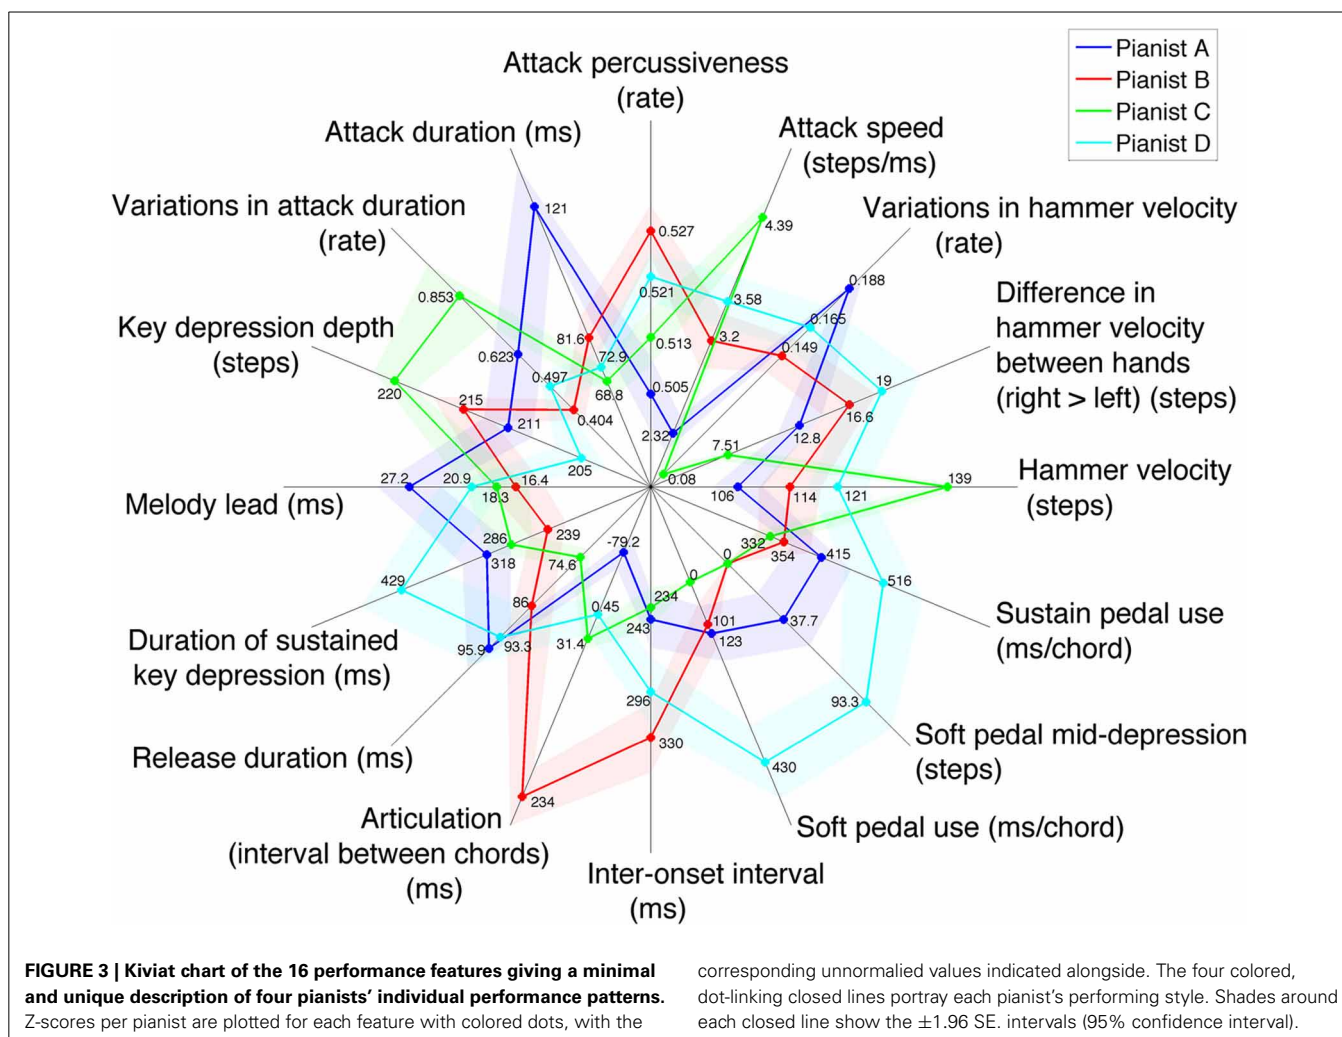 Pianist A
Pianist B
Pianist C
Pianist D
Attack percussiveness
(rate)
Attack speed
(steps/ms)
Variations in hammer velocity
(rate)
Difference in
hammer velocity
between hands
(right > left) (steps)
Hammer velocity
(steps)
Sustain pedal use
(ms/chord)
Soft pedal mid-depression
(steps)
Soft pedal use (ms/chord)
Inter-onset interval
(ms)
Articulation
(interval between chords)
(ms)
Release duration (ms)
Duration of sustained
key depression (ms)
Melody lead (ms)
Key depression depth
(steps)
Variations in attack duration
(rate)
Attack duration (ms)
0.527
0.521
0.513
0.505
4.39
3.58
3.2
2.32
0.188
0.165
0.149
0.08
19
16.6
12.8
7.51
139
121
114
106
516
415
354
332
93.3
37.7
0
430
123
101
0
330
296
243
234
234
31.4
0.45
-79.2
95.9
93.3
86
74.6
429
318
286
239
27.2
20.9
18.3
16.4
220
215
211
205
0.853
0.623
0.497
0.404
121
81.6
72.9
68.8
FIGURE 3 | Kiviat chart of the 16 performance features giving a minimal
and unique description of four pianists' individual performance patterns.
Z-scores per pianist are plotted for each feature with colored dots, with the
corresponding unnormalied values indicated alongside. The four colored,
dot-linking closed lines portray each pianist's performing style. Shades around
each closed line show the ±1.96 SE. intervals (95% confidence interval).